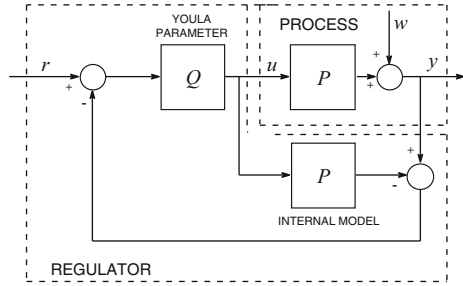 YOULA
PARAMETER
PROCESS
w
r
+
-
Q
u
P
+
+
y
+
P
-
INTERNAL MODEL
REGULATOR